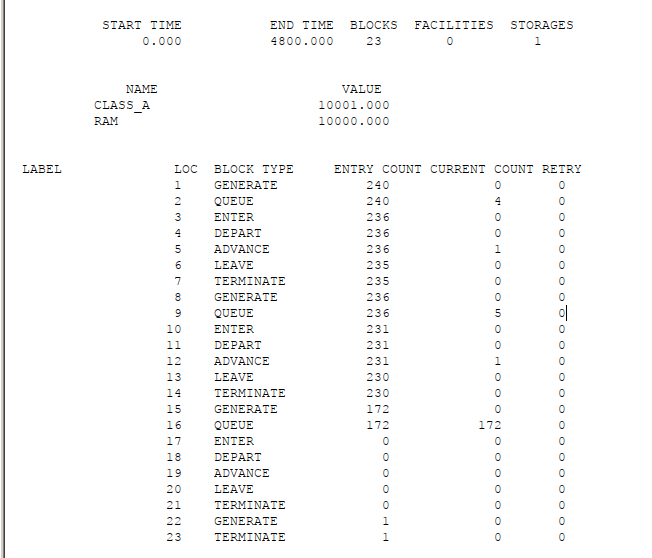 START TIME END TIME BLOCKS FACILITIES STORAGES
0.000 4800.000 23 0 1
NAME VALUE
CLASS_A 10001.000
RAM 10000.000
LABEL LOC BLOCK TYPE ENTRY COUNT CURRENT COUNT RETRY
1 GENERATE 240 0 0
2 QUEUE 240 4 0
3 ENTER 236 0 0
4 DEPART 236 0 0
5 ADVANCE 236 1 0
6 LEAVE 235 0 0
7 TERMINATE 235 0 0
8 GENERATE 236 0 0
9 QUEUE 236 5 0
10 ENTER 231 0 0
11 DEPART 231 0 0
12 ADVANCE 231 1 0
13 LEAVE 230 0 0
14 TERMINATE 230 0 0
15 GENERATE 172 0 0
16 QUEUE 172 172 0
17 ENTER 0 0 0
18 DEPART 0 0 0
19 ADVANCE 0 0 0
20 LEAVE 0 0 0
21 TERMINATE 0 0 0
22 GENERATE 1 0 0
23 TERMINATE 1 0 0